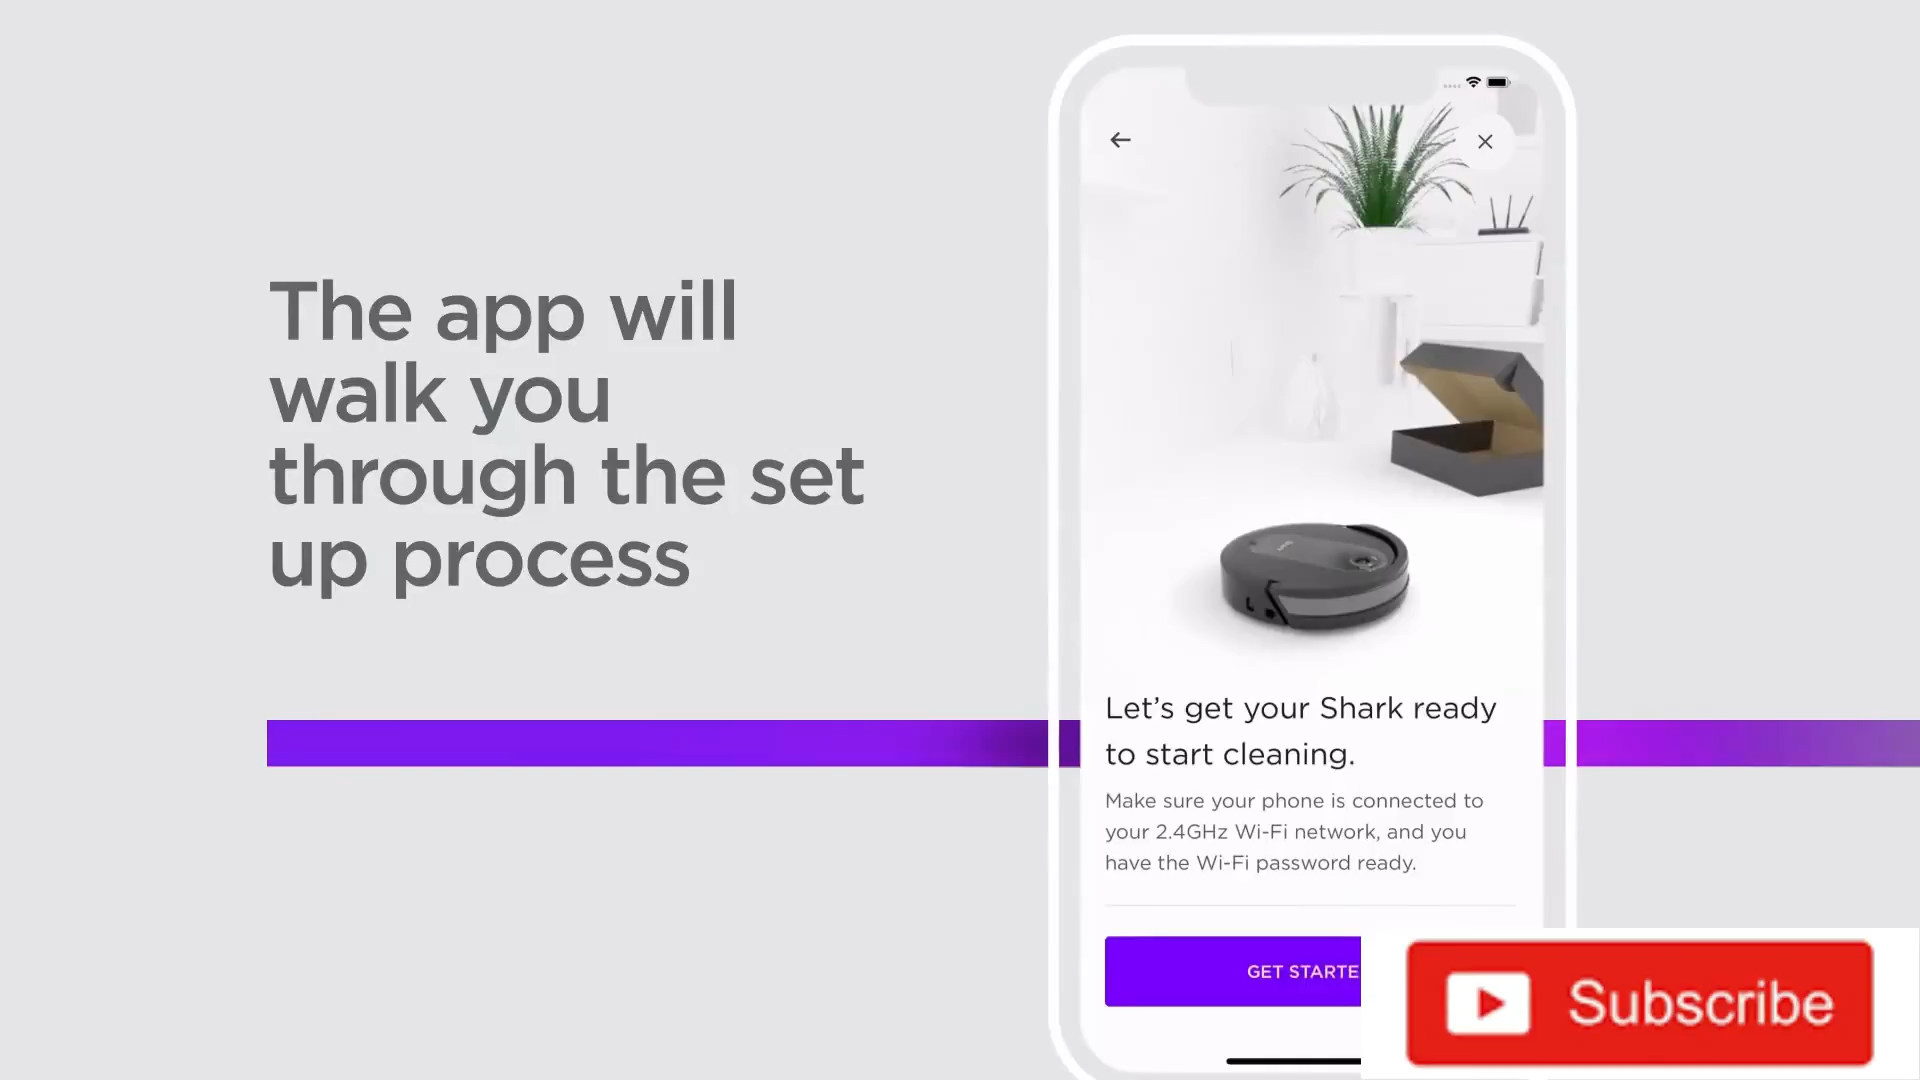 The app will
walk you
through the set
up process
Let’s get your Shark ready
to start cleaning.
Make sure your phone is connected to
your 2.4GHz Wi-Fi network, and you
have the Wi-Fi password ready.
GET STARTE
Subscribe